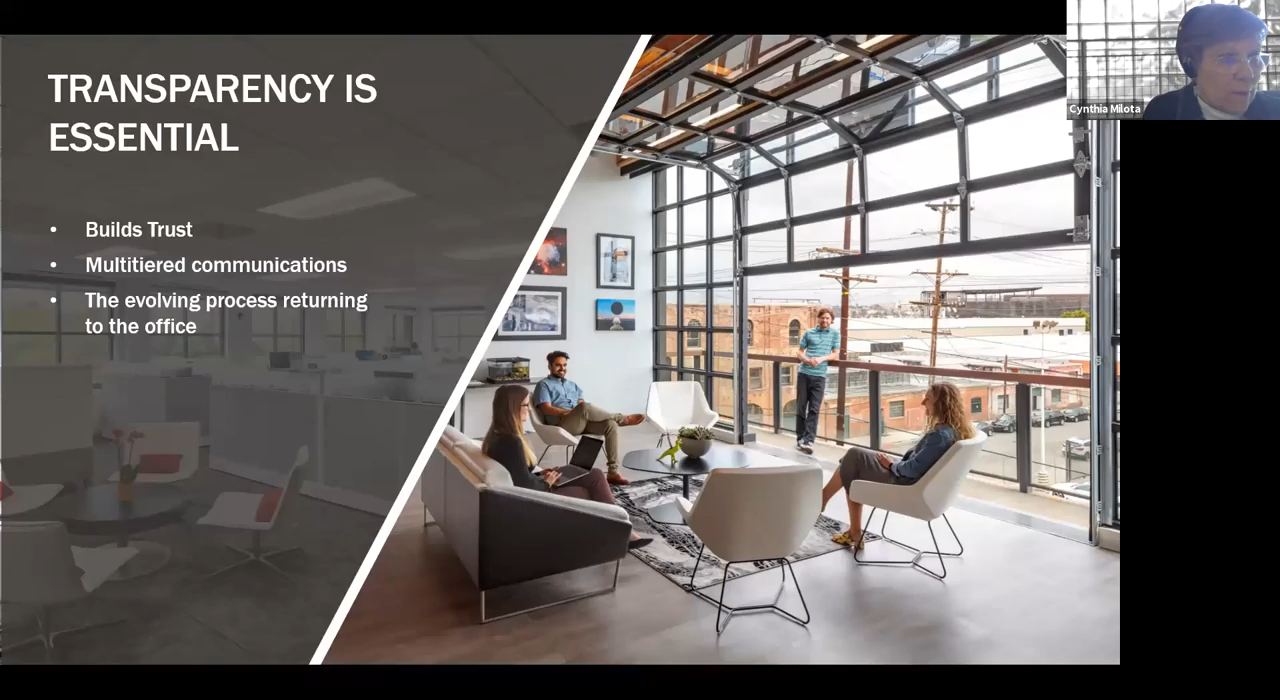 TRANSPARENCY IS
ESSENTIAL
• Builds Trust
• Multitiered communications
• The evolving process returning
to the office
Cynthia Milota